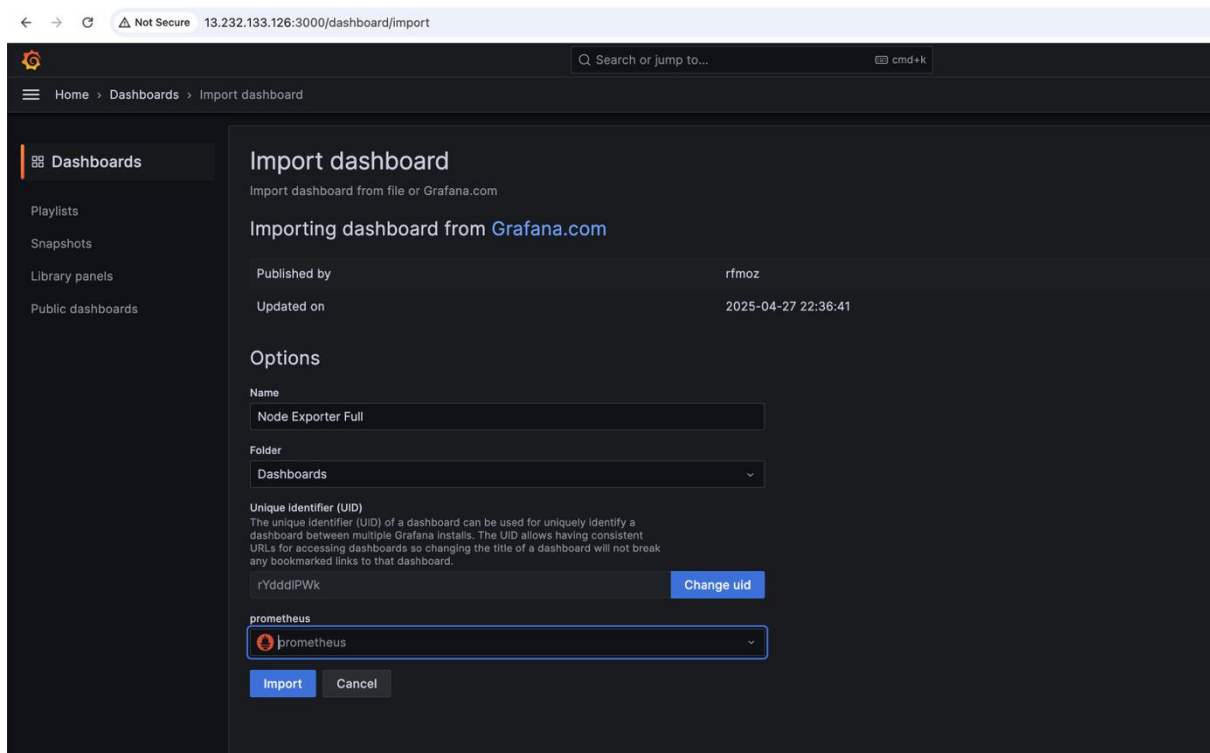 Not Secure 13.232.133.126:3000/dashboard/import
Search or jump to... cmd+k
Home › Dashboards › Import dashboard
Dashboards
Playlists
Snapshots
Library panels
Public dashboards
Import dashboard
Import dashboard from file or Grafana.com
Importing dashboard from Grafana.com
Published by rfmoz
Updated on 2025-04-27 22:36:41
Options
Name
Node Exporter Full
Folder
Dashboards
Unique identifier (UID)
The unique identifier (UID) of a dashboard can be used for uniquely identify a
dashboard between multiple Grafana installs. The UID allows having consistent
URLs for accessing dashboards so changing the title of a dashboard will not break
any bookmarked links to that dashboard.
rYdddlPWk Change uid
prometheus
prometheus
Import Cancel